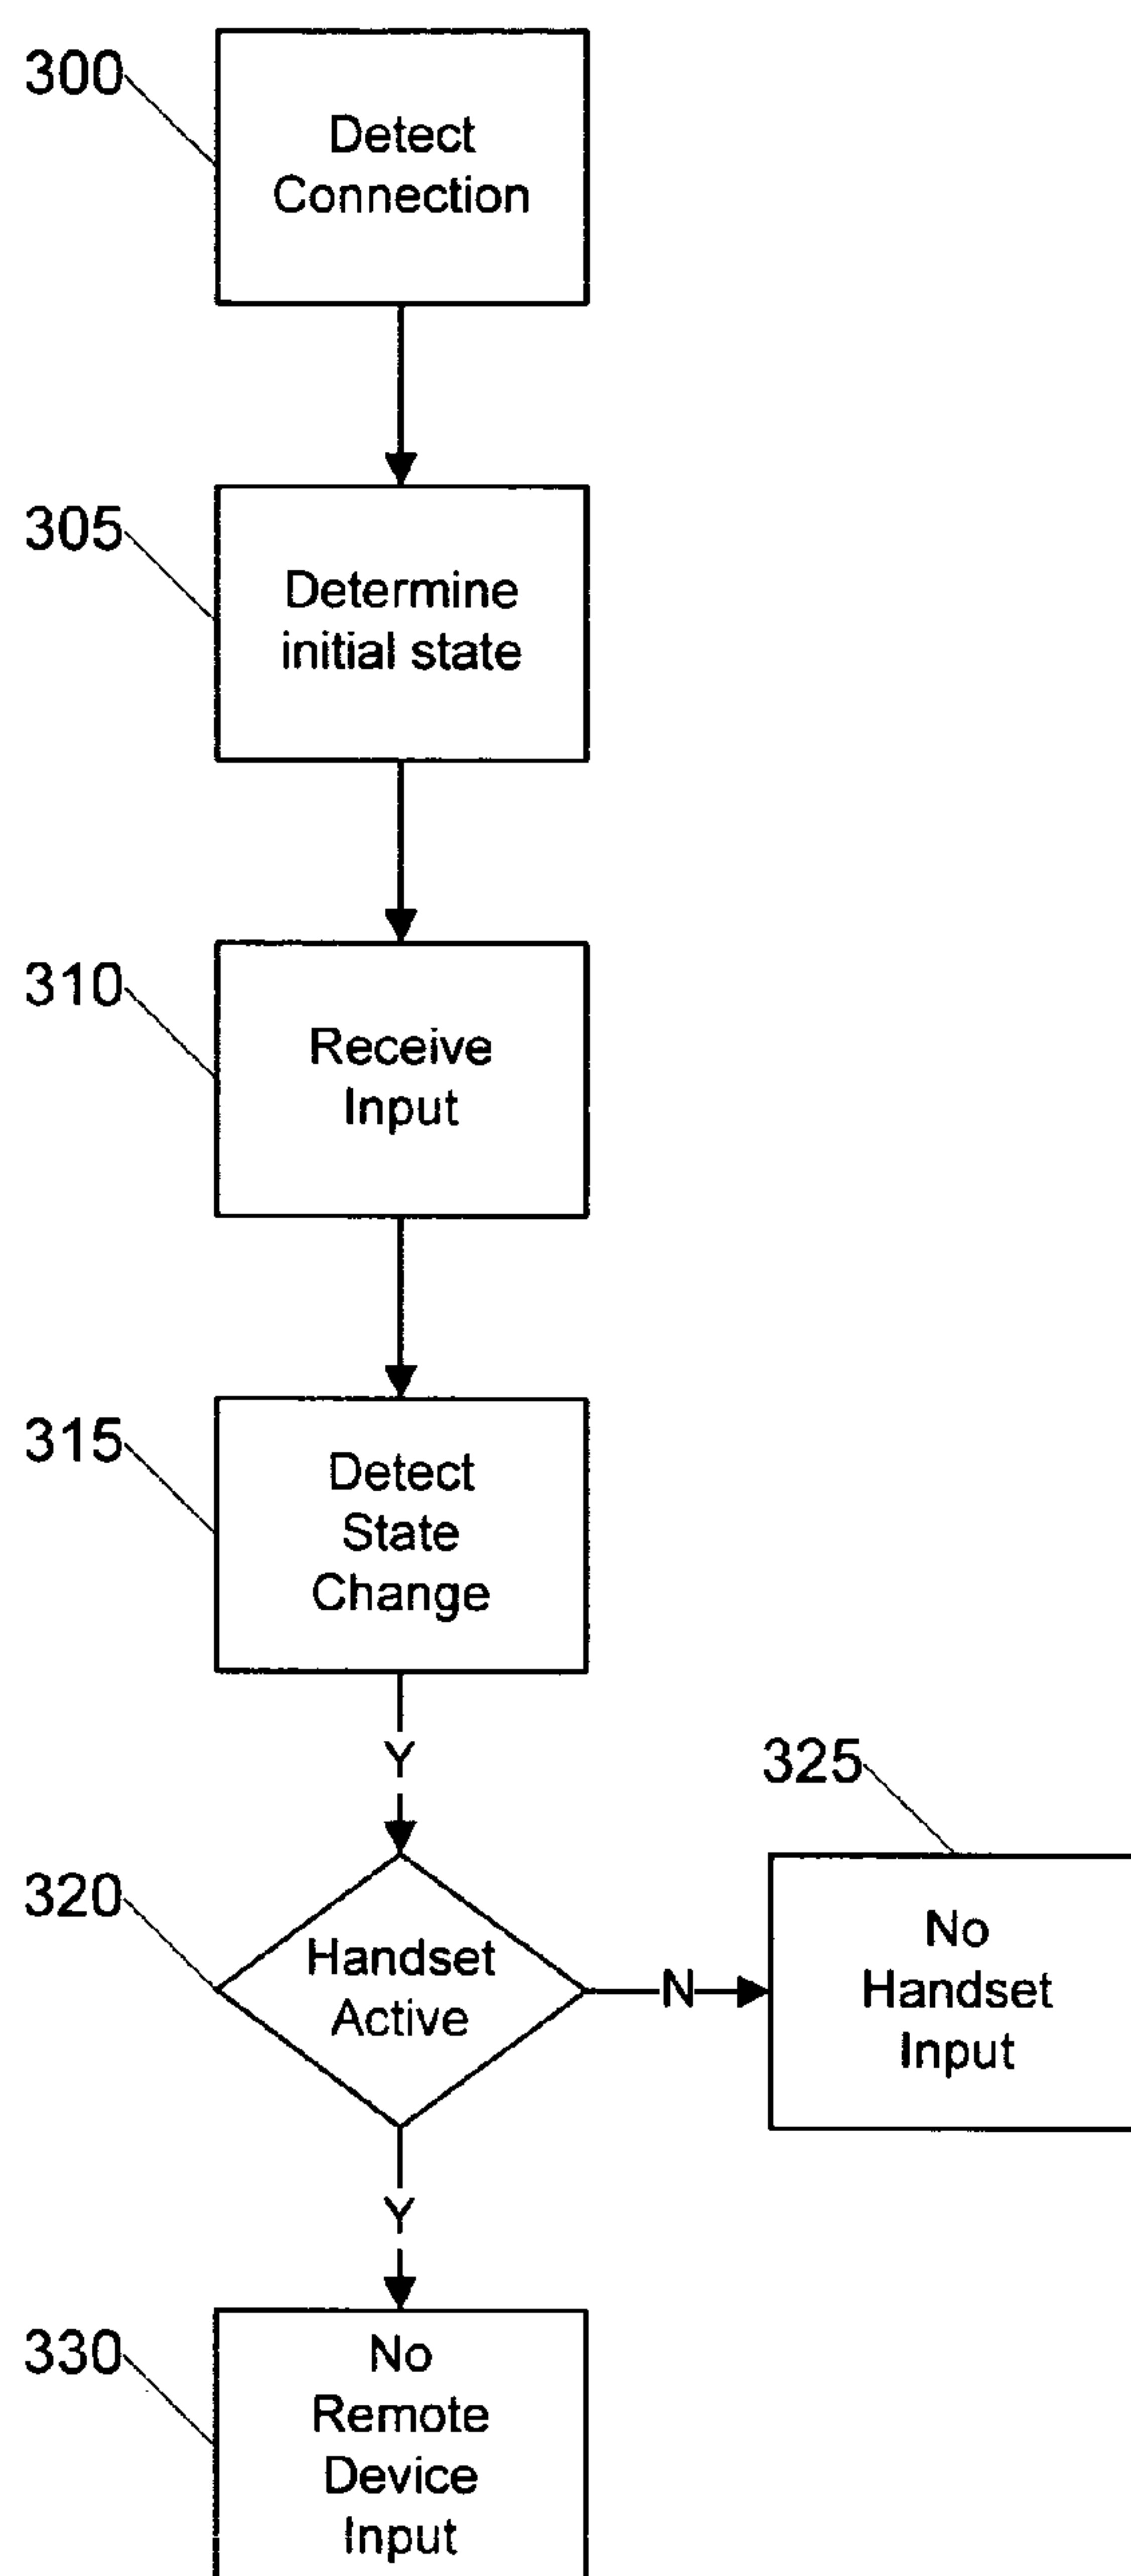 300
Detect
Connection
305
Determine
initial state
310
Receive
Input
315
Detect
State
Change
Y
325
320
Handset
Active
N
No
Handset
Input
Y
330
No
Remote
Device
Input